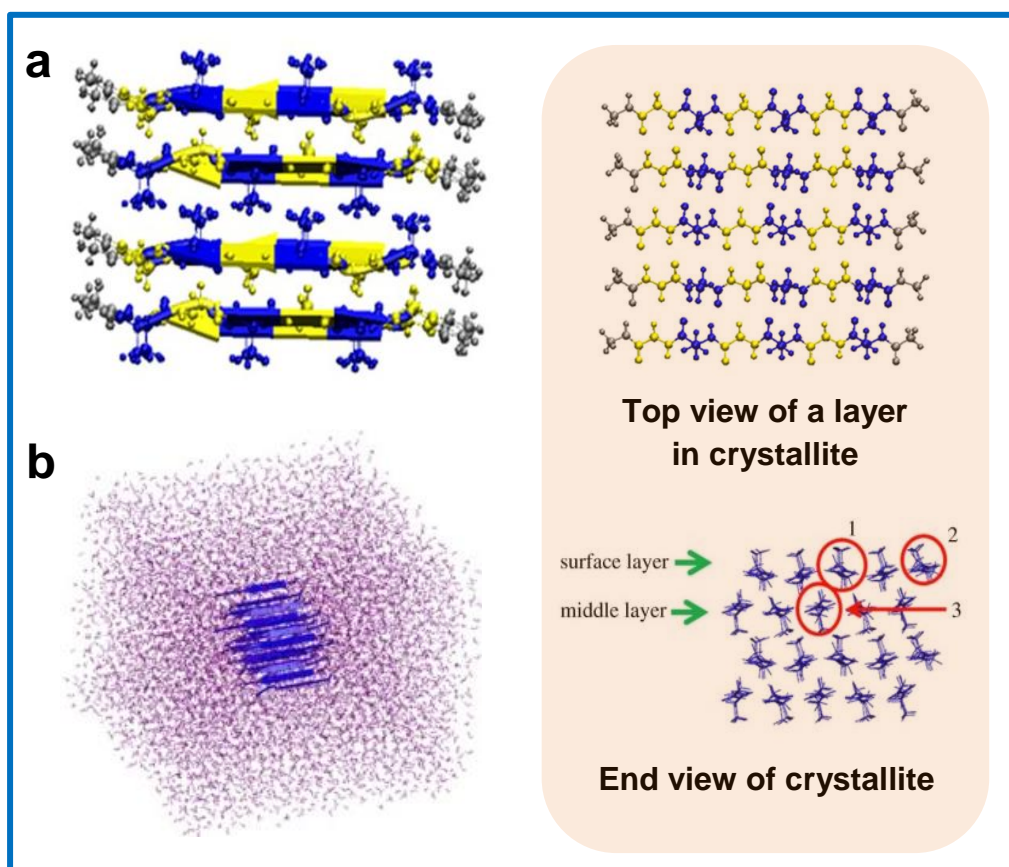 a
Top view of a layer
in crystallite
b
1
2
surface layer
middle layer
3
End view of crystallite